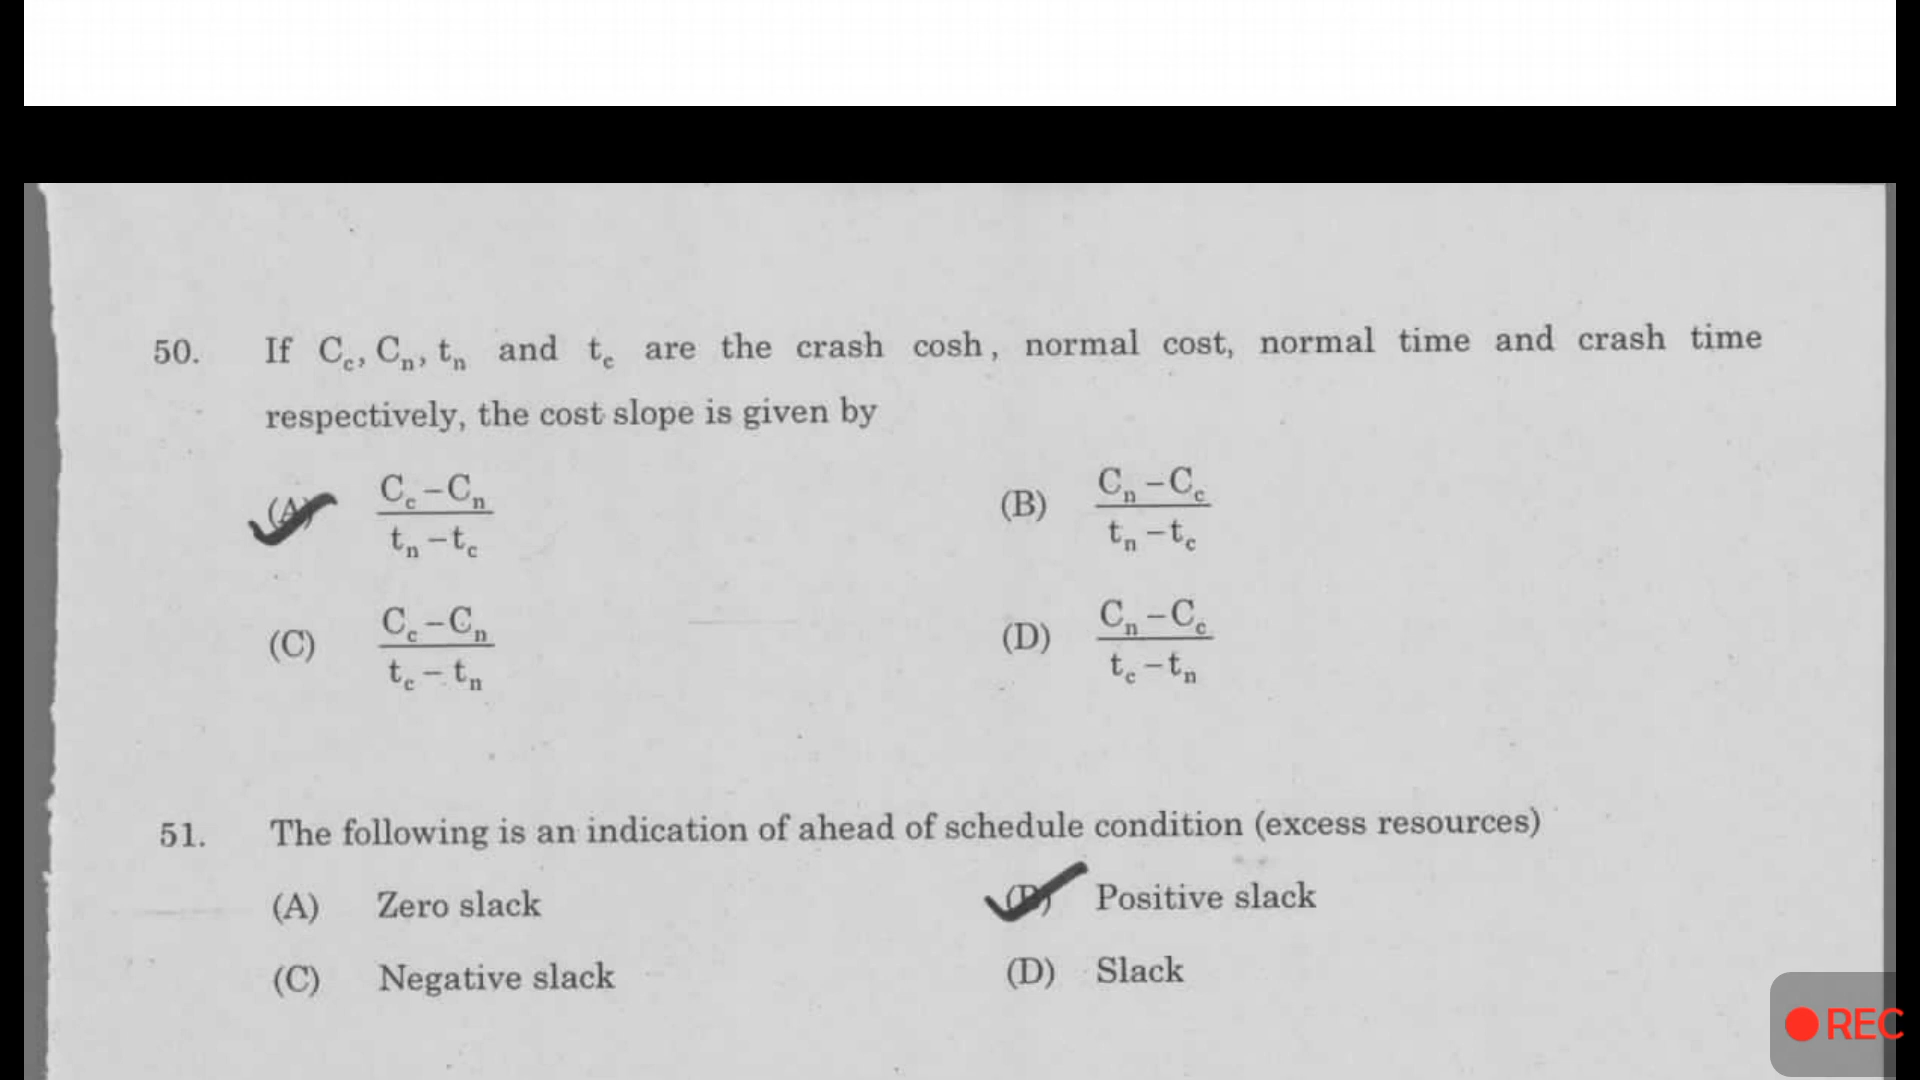 50. If C_c, C_n, t_n and t_c are the crash cosh, normal cost, normal time and crash time
respectively, the cost slope is given by
(A) (C_c – C_n) / (t_n – t_c)
(B) (C_n – C_c) / (t_n – t_c)
(C) (C_c – C_n) / (t_c – t_n)
(D) (C_n – C_c) / (t_c – t_n)
51. The following is an indication of ahead of schedule condition (excess resources)
(A) Zero slack
(B) Positive slack
(C) Negative slack
(D) Slack
REC